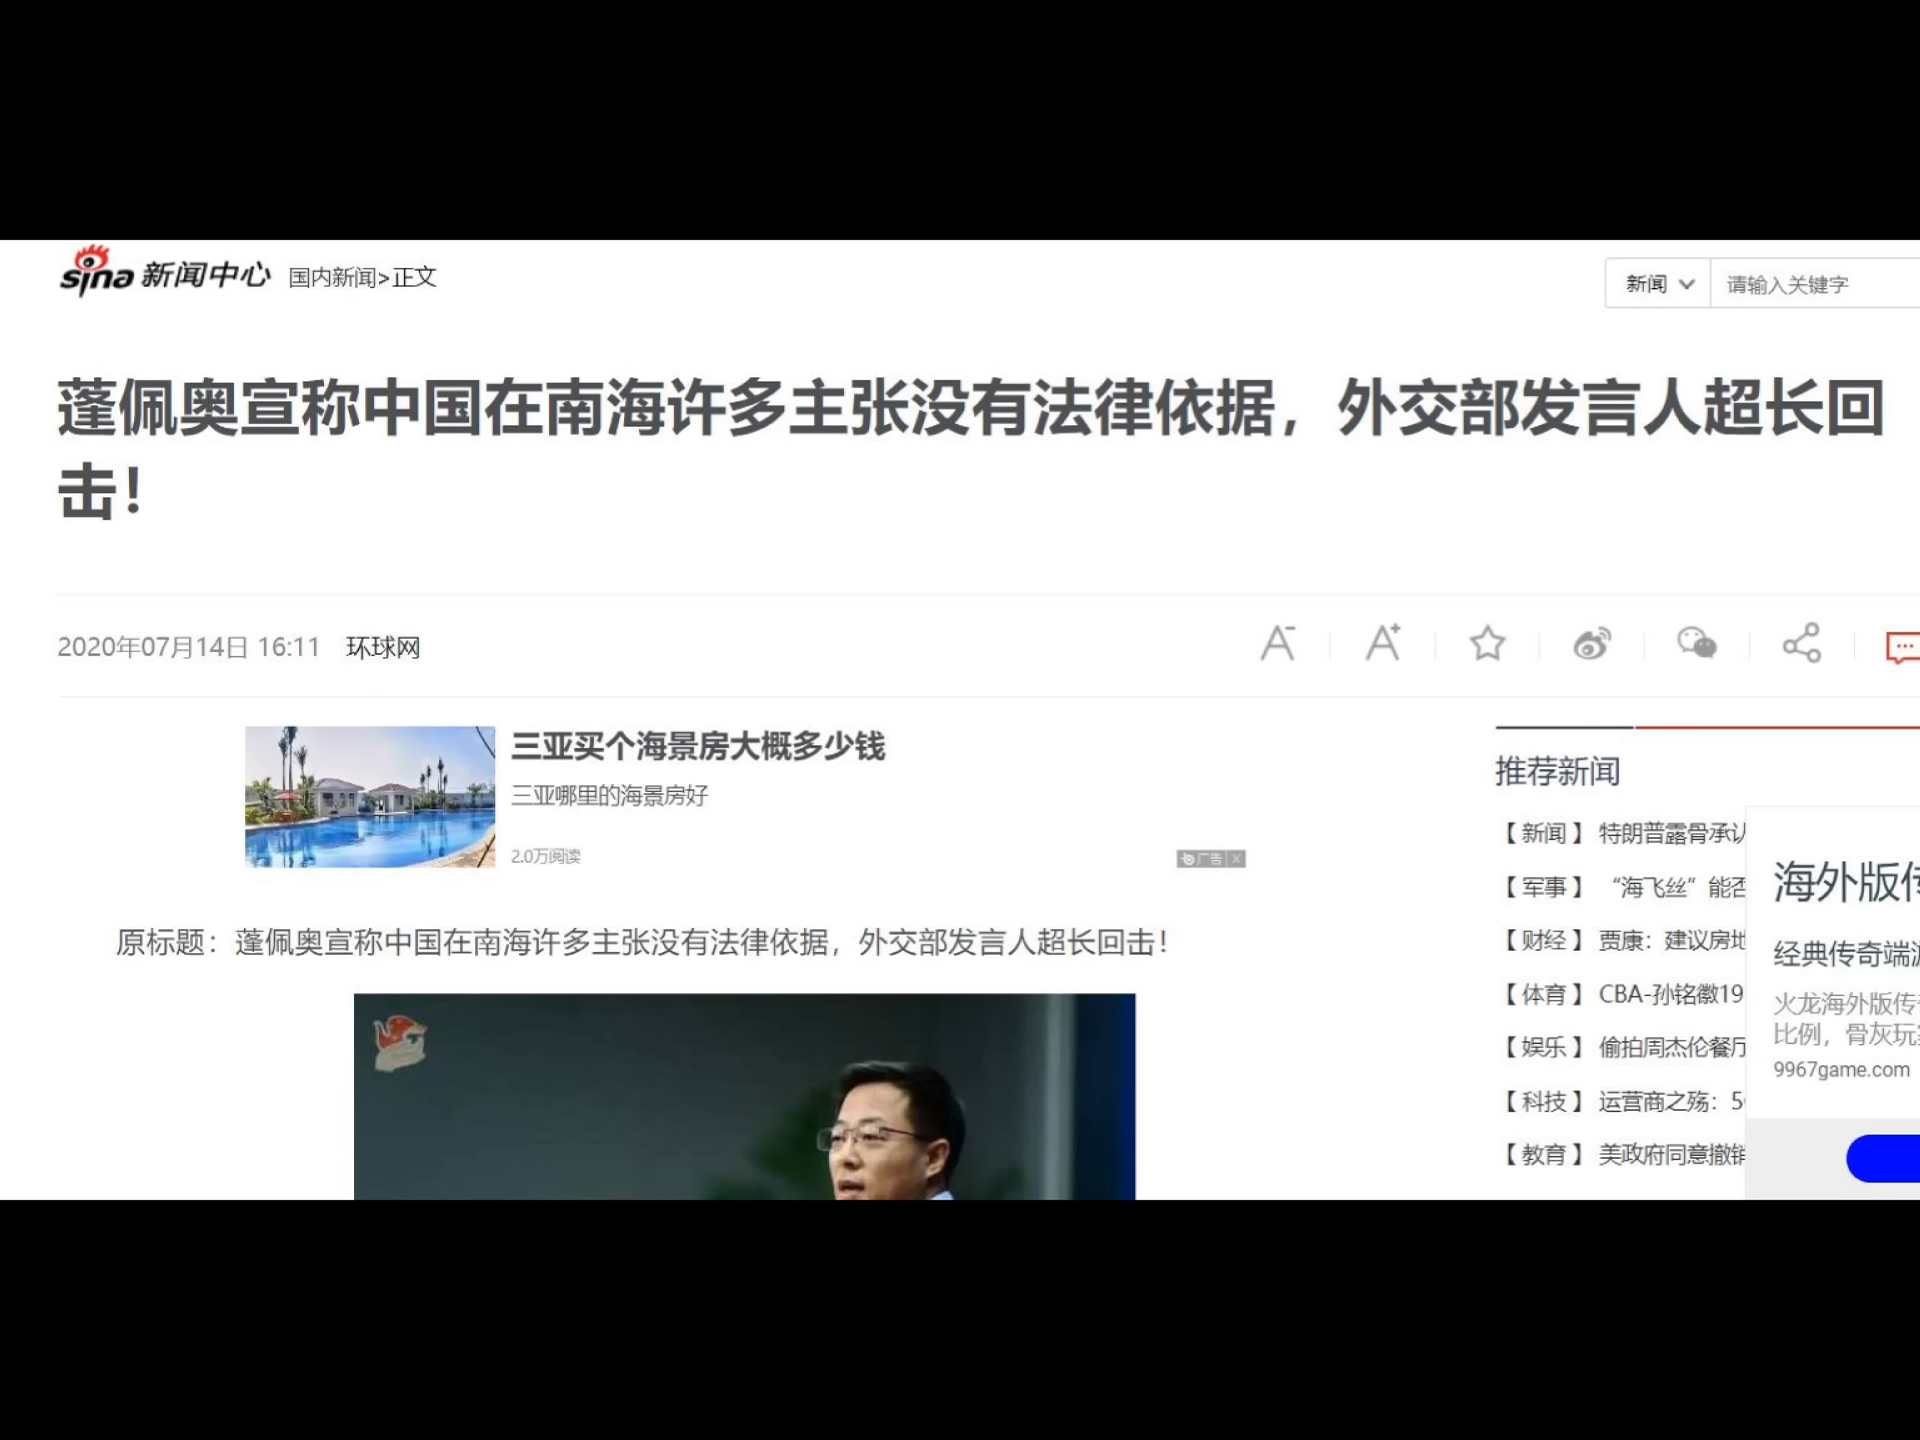 sina 新闻中心 国内新闻>正文
新闻 请输入关键字
蓬佩奥宣称中国在南海许多主张没有法律依据，外交部发言人超长回
击！
2020年07月14日 16:11 环球网
A- A+
三亚买个海景房大概多少钱
三亚哪里的海景房好
2.0万阅读
广告 X
原标题：蓬佩奥宣称中国在南海许多主张没有法律依据，外交部发言人超长回击！
推荐新闻
【新闻】 特朗普露骨承认
【军事】 “海飞丝”能否
【财经】 贾康：建议房地
【体育】 CBA-孙铭徽19
【娱乐】 偷拍周杰伦餐厅
【科技】 运营商之殇：5
【教育】 美政府同意撤销
海外版传
经典传奇端游
火龙海外版传奇
比例，骨灰玩家
9967game.com